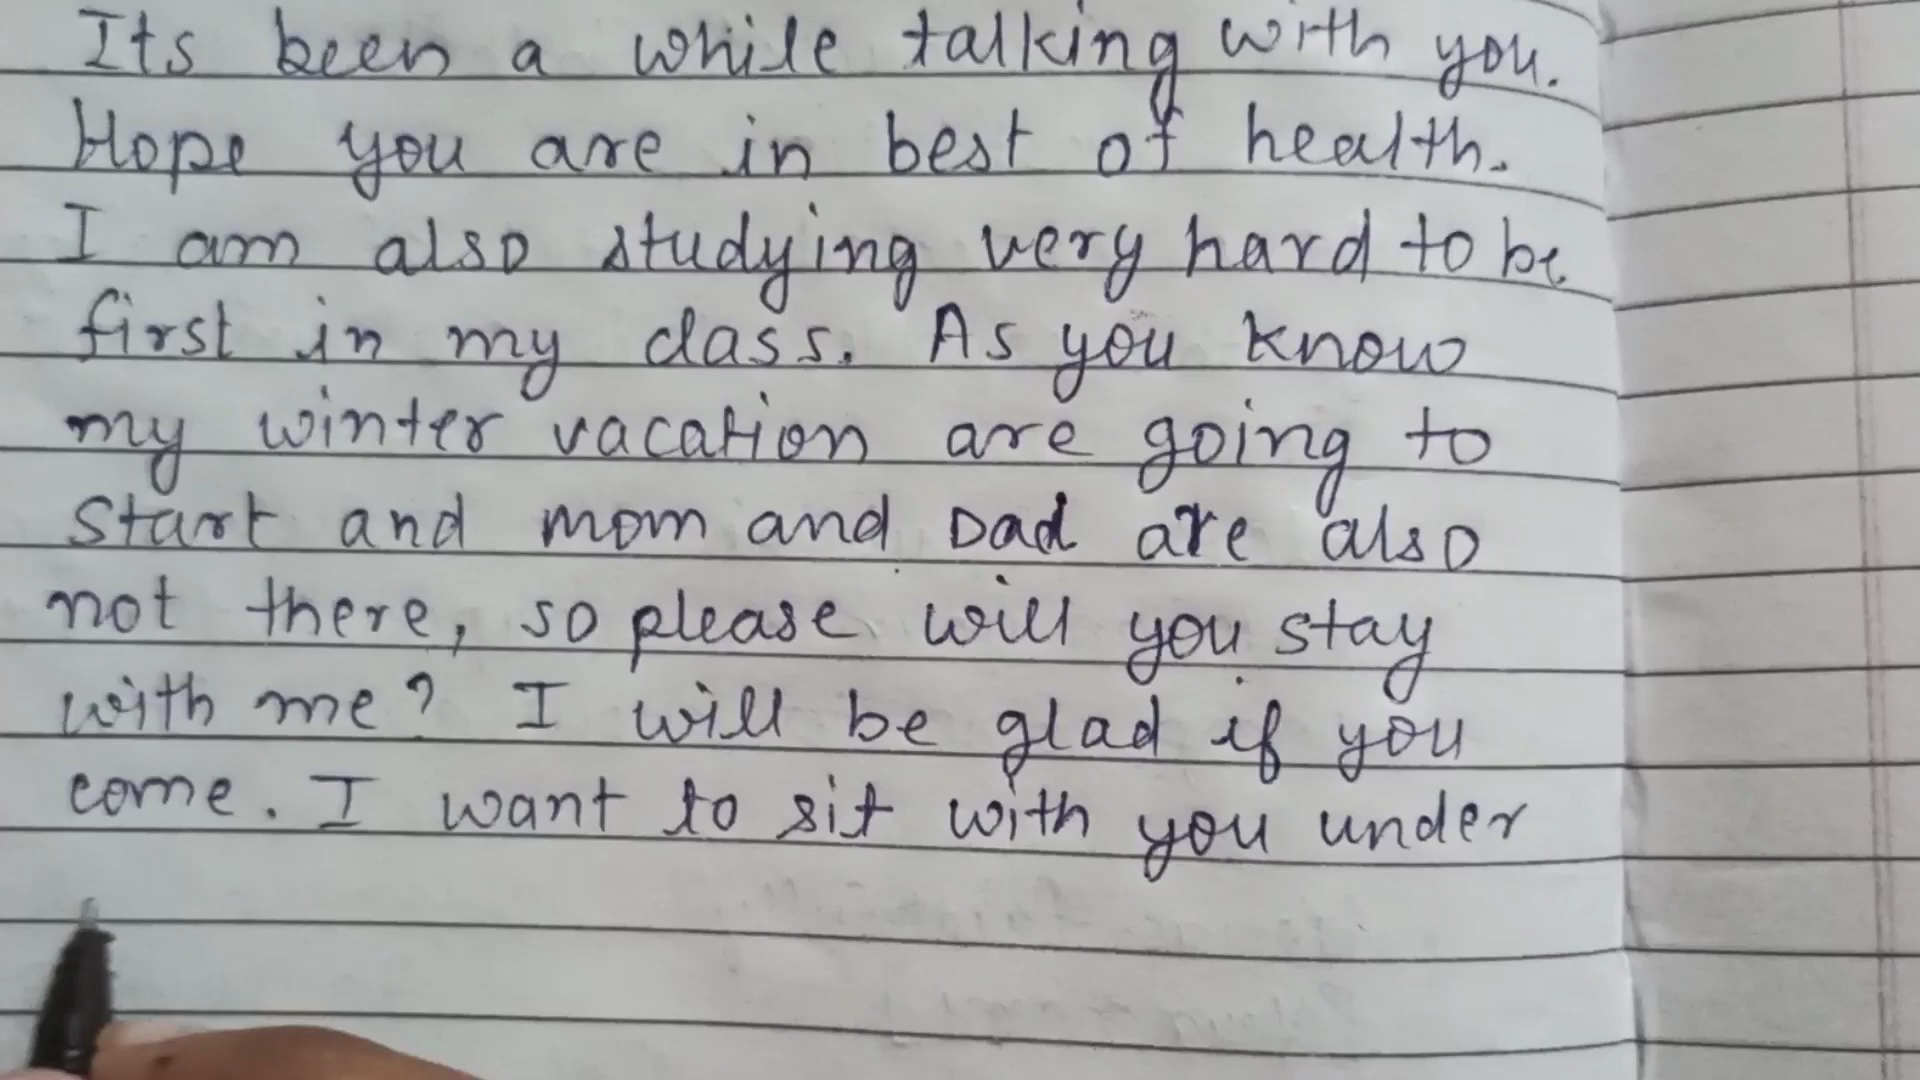 Its been a while talking with you.
Hope you are in best of health.
I am also studying very hard to be
first in my class. As you know
my winter vacation are going to
start and mom and Dad are also
not there, so please will you stay
with me? I will be glad if you
come. I want to sit with you under